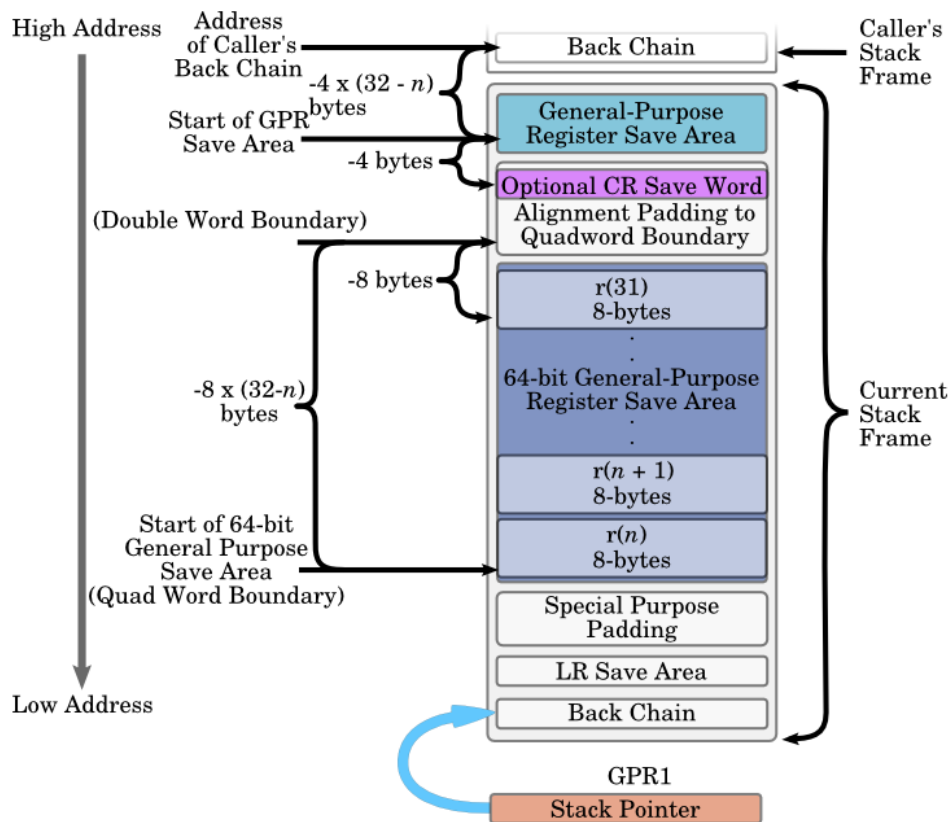 High Address
Address
of Caller's
Back Chain
Back Chain
Caller's
Stack
Frame
-4 x (32 - n)
bytes
Start of GPR
Save Area
General-Purpose
Register Save Area
-4 bytes
Optional CR Save Word
(Double Word Boundary)
Alignment Padding to
Quadword Boundary
-8 bytes
r(31)
8-bytes
.
.
64-bit General-Purpose
Register Save Area
.
.
-8 x (32-n)
bytes
Current
Stack
Frame
r(n + 1)
8-bytes
Start of 64-bit
General Purpose
Save Area
(Quad Word Boundary)
r(n)
8-bytes
Special Purpose
Padding
LR Save Area
Low Address
Back Chain
GPR1
Stack Pointer